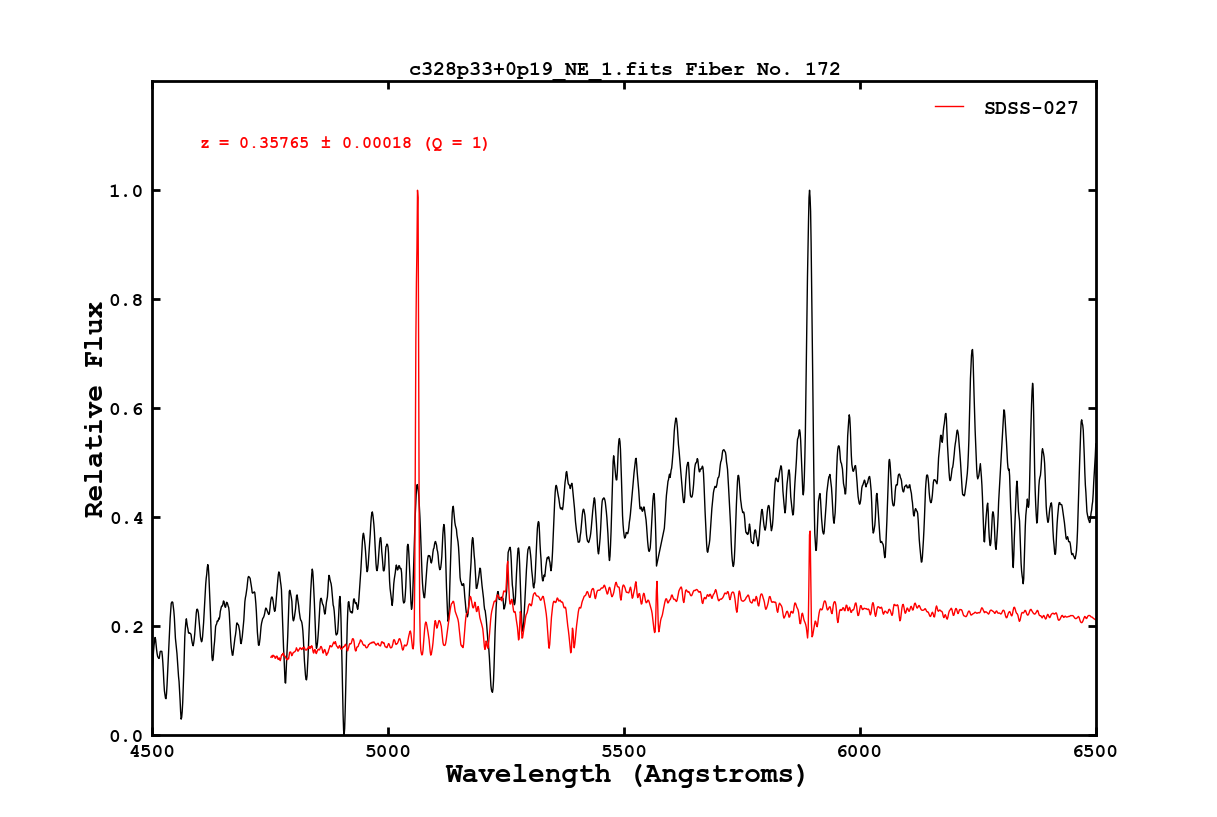 c328p33+0p19_NE_1.fits Fiber No. 172
SDSS-027
z = 0.35765 ± 0.00018 (Q = 1)
1.0
0.8
0.6
0.4
0.2
0.0
Relative Flux
4500 5000 5500 6000 6500
Wavelength (Angstroms)